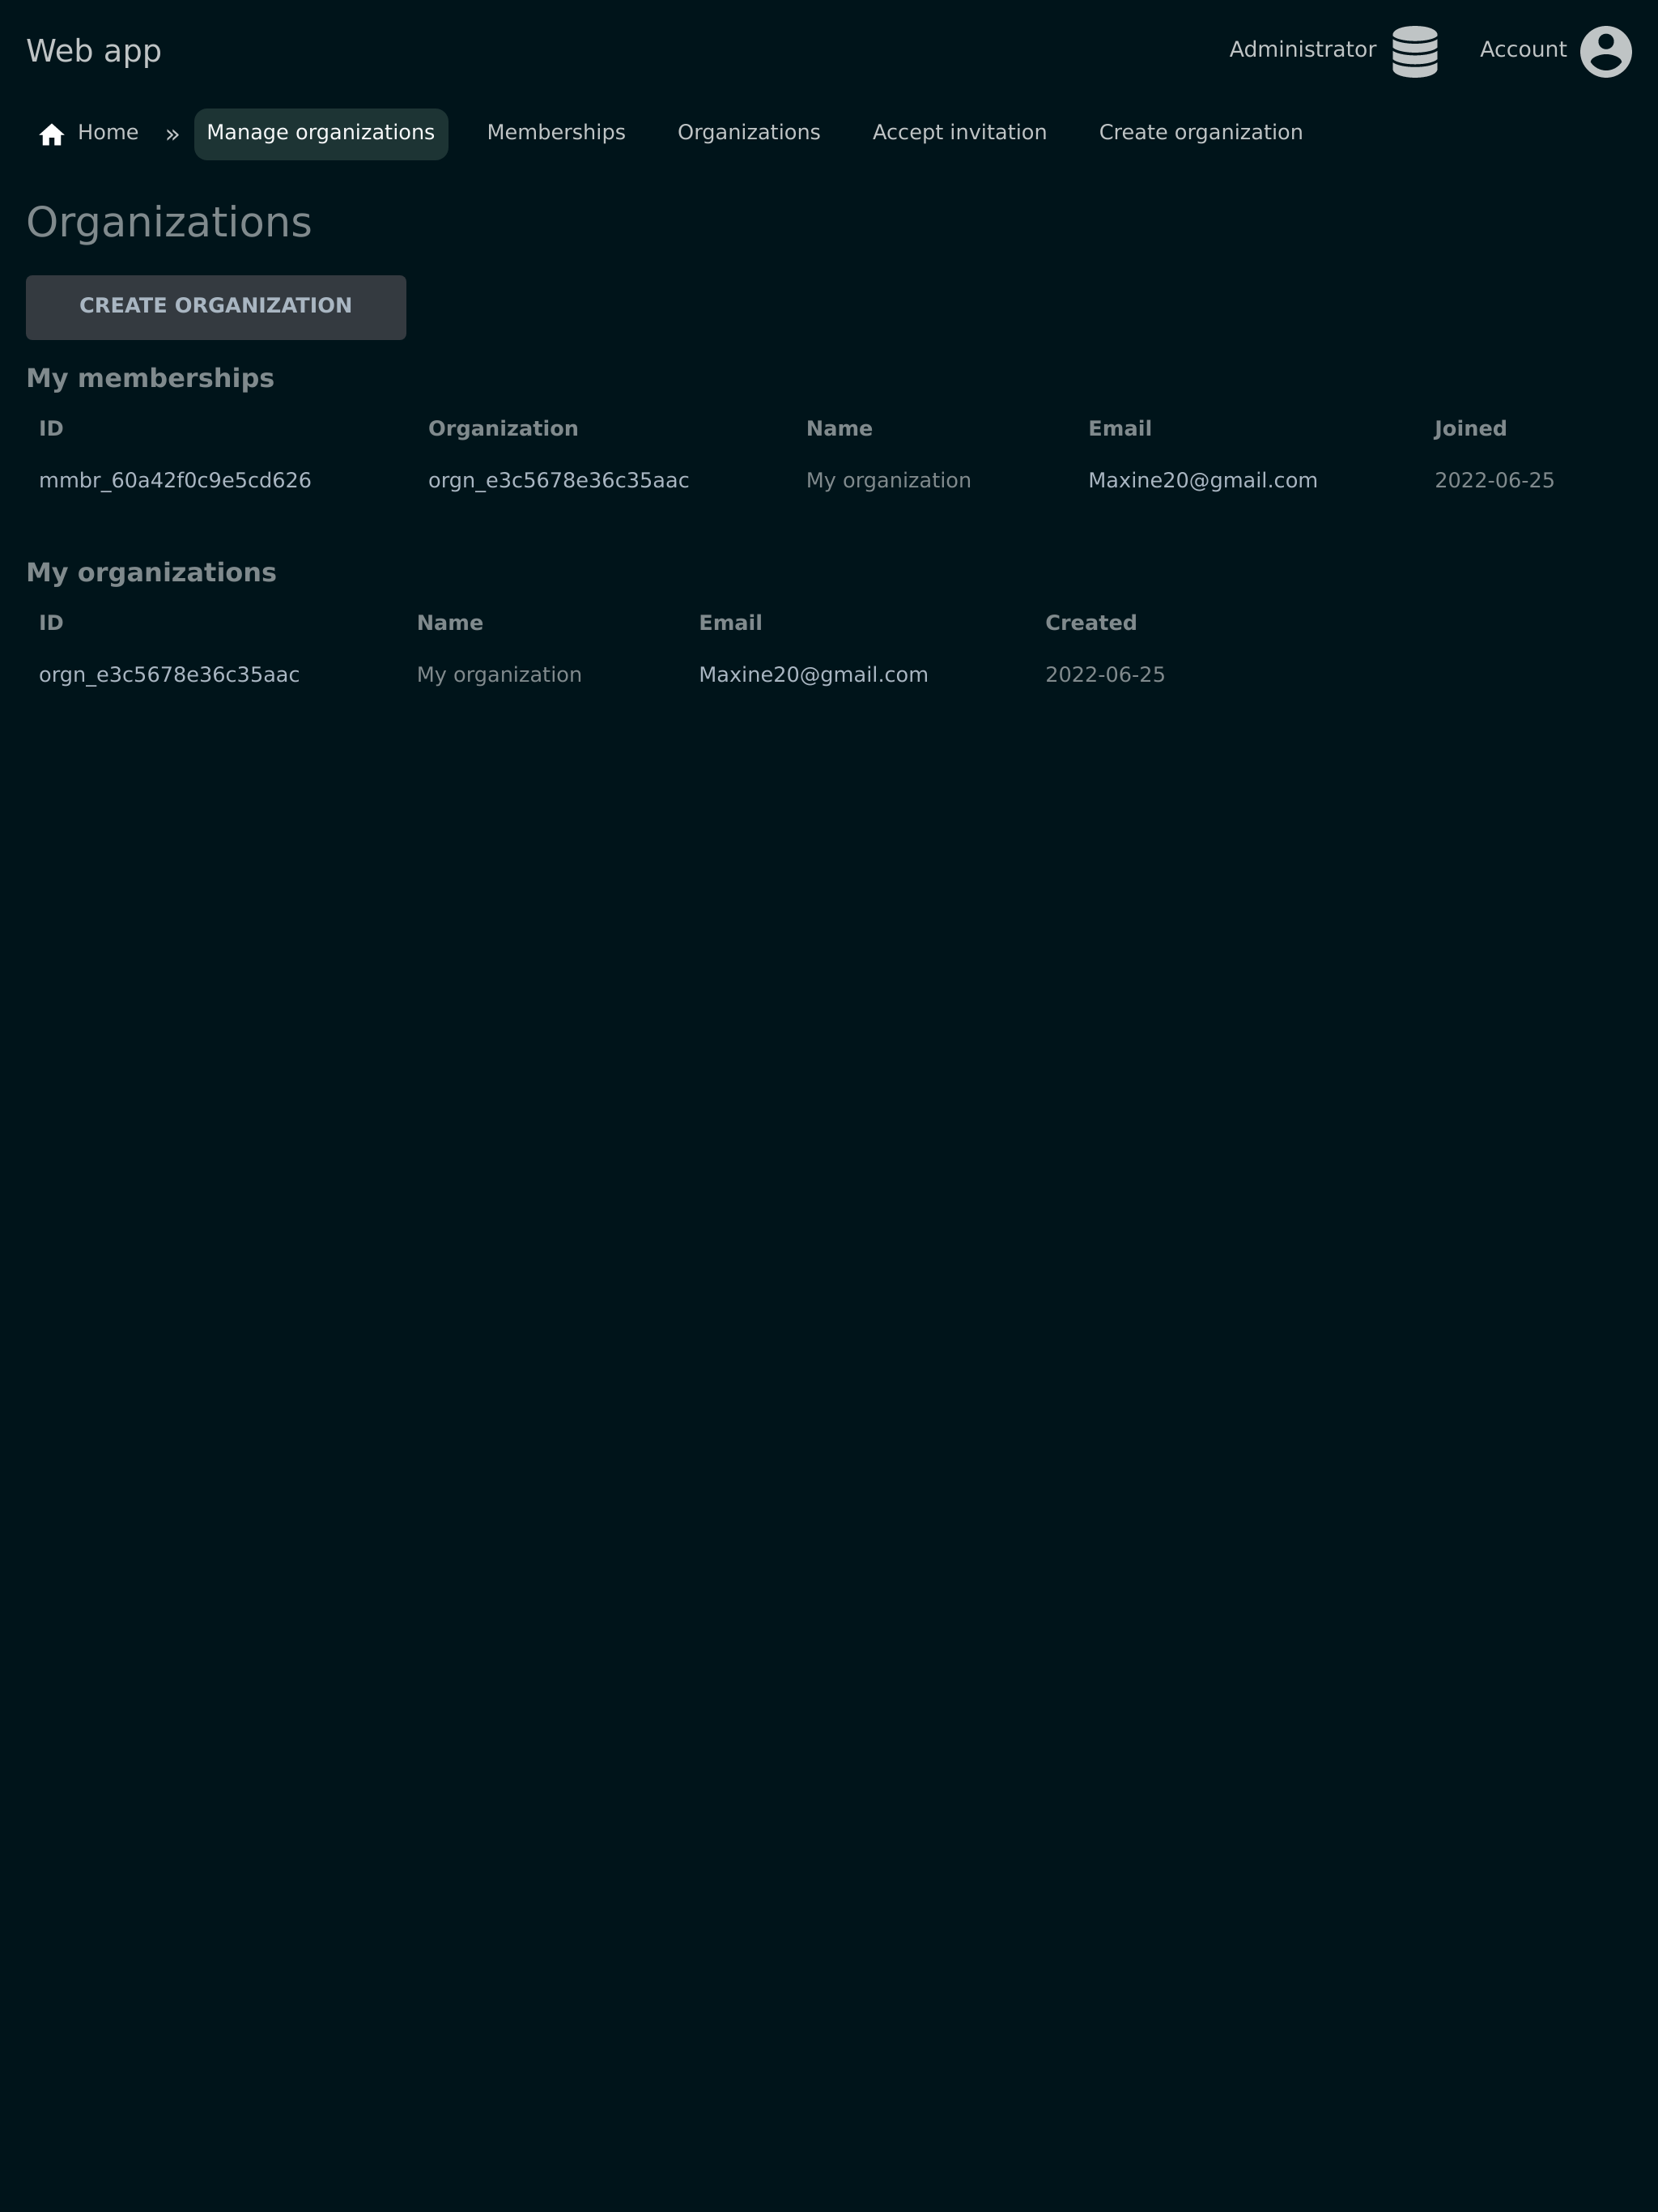 Web app
Administrator Account
Home » Manage organizations Memberships Organizations Accept invitation Create organization
Organizations
CREATE ORGANIZATION
My memberships
ID Organization Name Email Joined
mmbr_60a42f0c9e5cd626 orgn_e3c5678e36c35aac My organization Maxine20@gmail.com 2022-06-25
My organizations
ID Name Email Created
orgn_e3c5678e36c35aac My organization Maxine20@gmail.com 2022-06-25